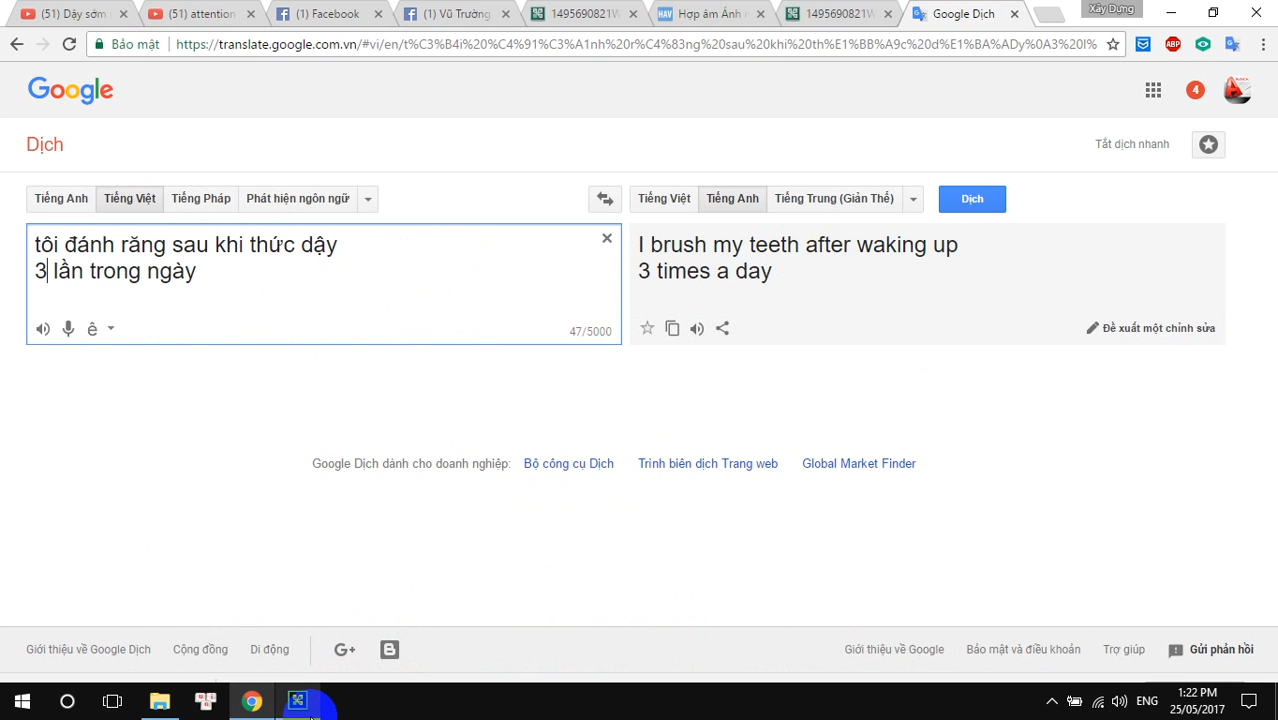 (51) Dậy sớm
(51) attention
(1) Facebook
(1) Vũ Trường
1495690821W
Hợp âm Ánh
1495690821W
Google Dịch
Xây Dựng
Bảo mật
https://translate.google.com.vn/#vi/en/t%C3%B4i%20%C4%91%C3%A1nh%20r%C4%83ng%20sau%20khi%20th%E1%BB%A9c%20d%E1%BA%ADy%0A3%20l%
ABP
Google
4
Dịch
Tắt dịch nhanh
Tiếng Anh Tiếng Việt Tiếng Pháp Phát hiện ngôn ngữ
Tiếng Việt Tiếng Anh Tiếng Trung (Giản Thể)
Dịch
tôi đánh răng sau khi thức dậy
3 lần trong ngày
ê
47/5000
I brush my teeth after waking up
3 times a day
Đề xuất một chỉnh sửa
Google Dịch dành cho doanh nghiệp: Bộ công cụ Dịch Trình biên dịch Trang web Global Market Finder
Giới thiệu về Google Dịch Cộng đồng Di động G+ B Giới thiệu về Google Bảo mật và điều khoản Trợ giúp Gửi phản hồi
ENG
1:22 PM
25/05/2017